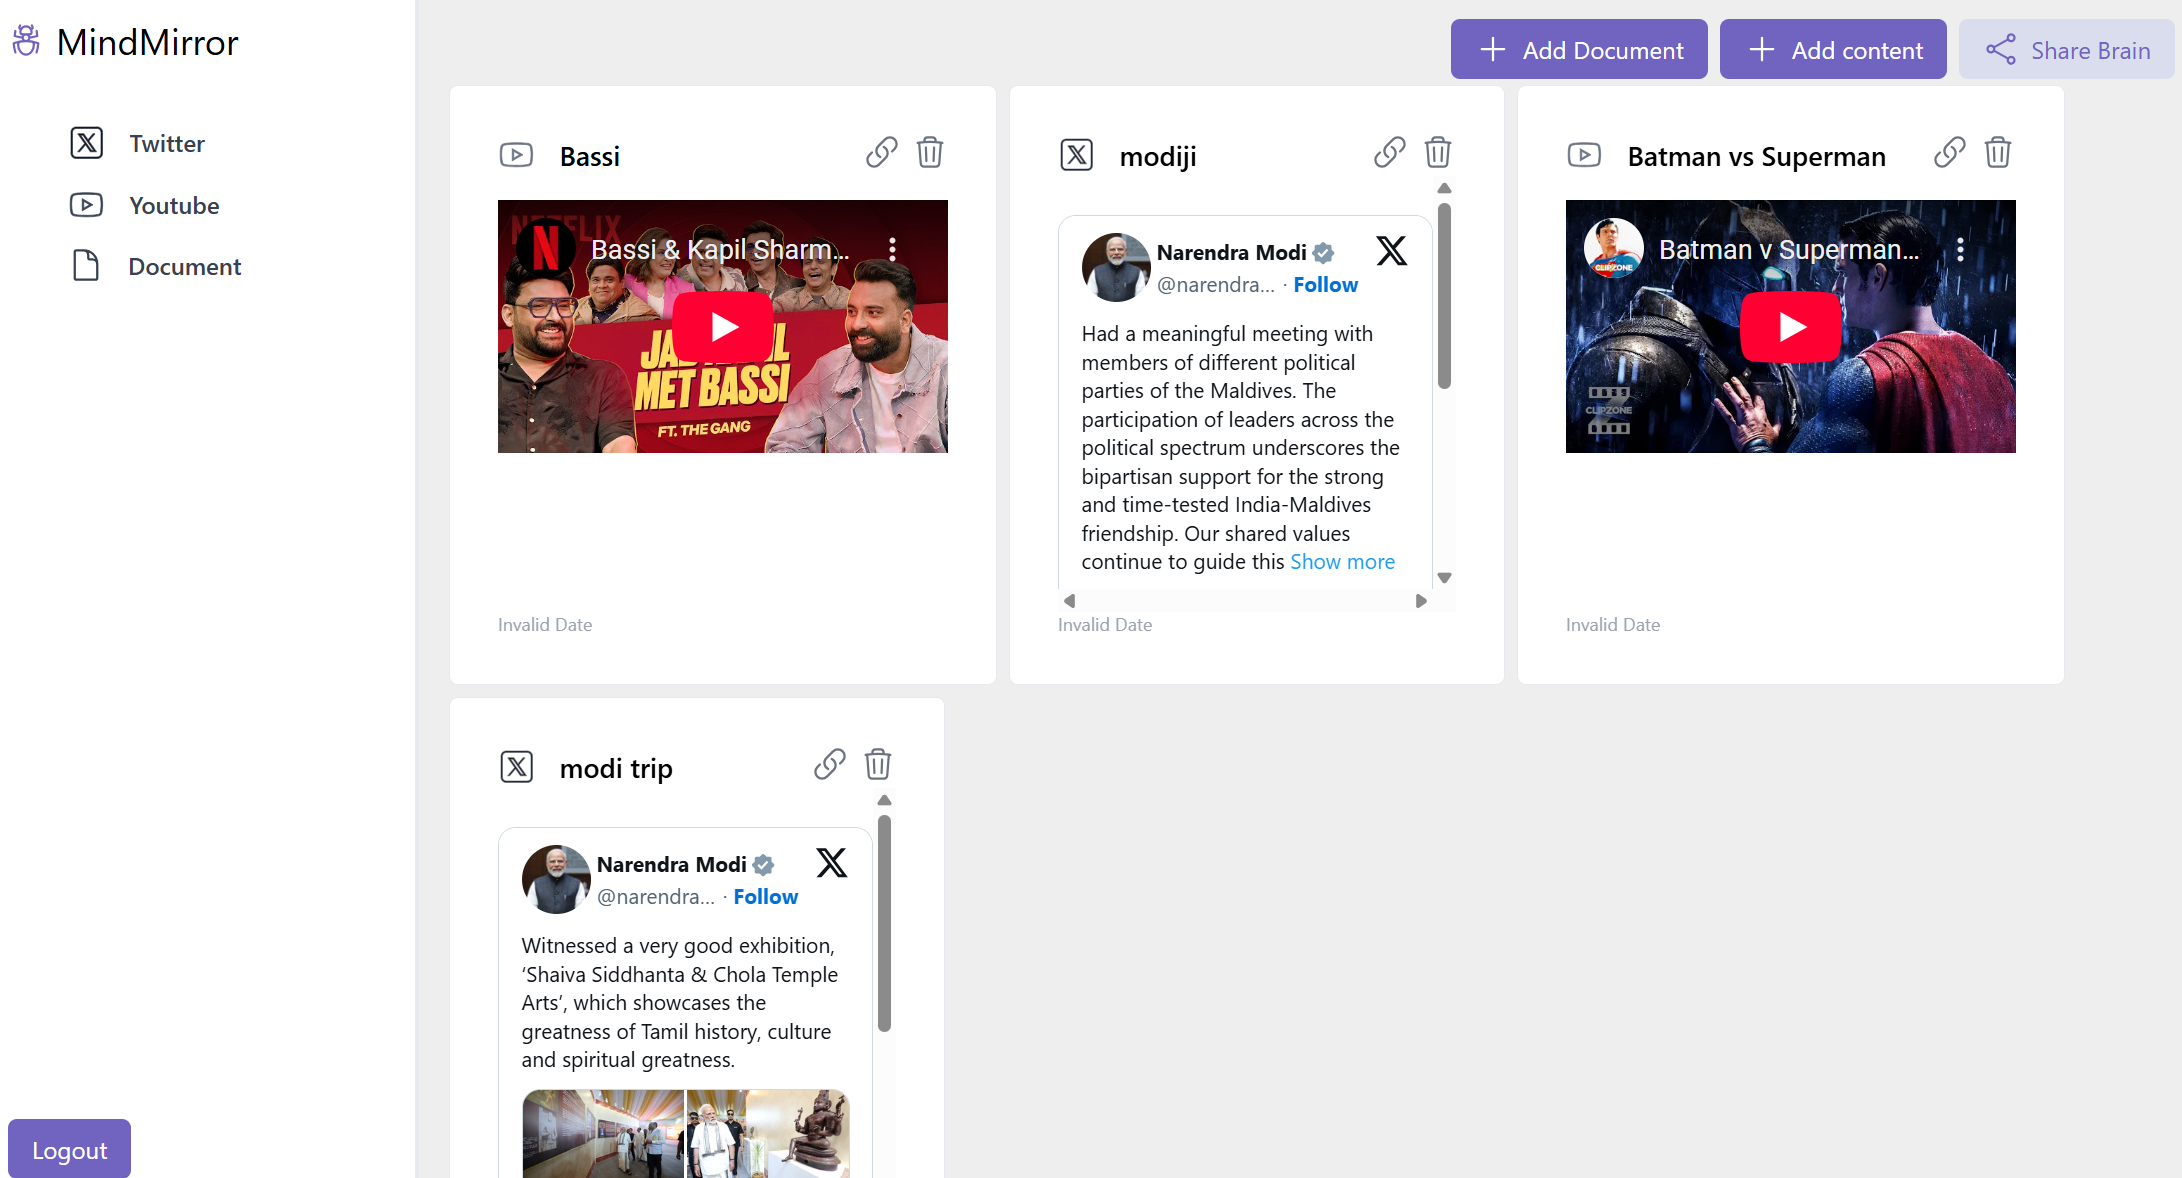 MindMirror
Twitter
Youtube
Document
Logout
Add Document
Add content
Share Brain
Bassi
NETFLIX
Bassi & Kapil Sharm...
MET BASSI
FT. THE GANG
Invalid Date
modiji
Narendra Modi
@narendra... · Follow
Had a meaningful meeting with
members of different political
parties of the Maldives. The
participation of leaders across the
political spectrum underscores the
bipartisan support for the strong
and time-tested India-Maldives
friendship. Our shared values
continue to guide this Show more
Invalid Date
Batman vs Superman
Batman v Superman...
CLIPZONE
CLIPZONE
Invalid Date
modi trip
Narendra Modi
@narendra... · Follow
Witnessed a very good exhibition,
‘Shaiva Siddhanta & Chola Temple
Arts’, which showcases the
greatness of Tamil history, culture
and spiritual greatness.